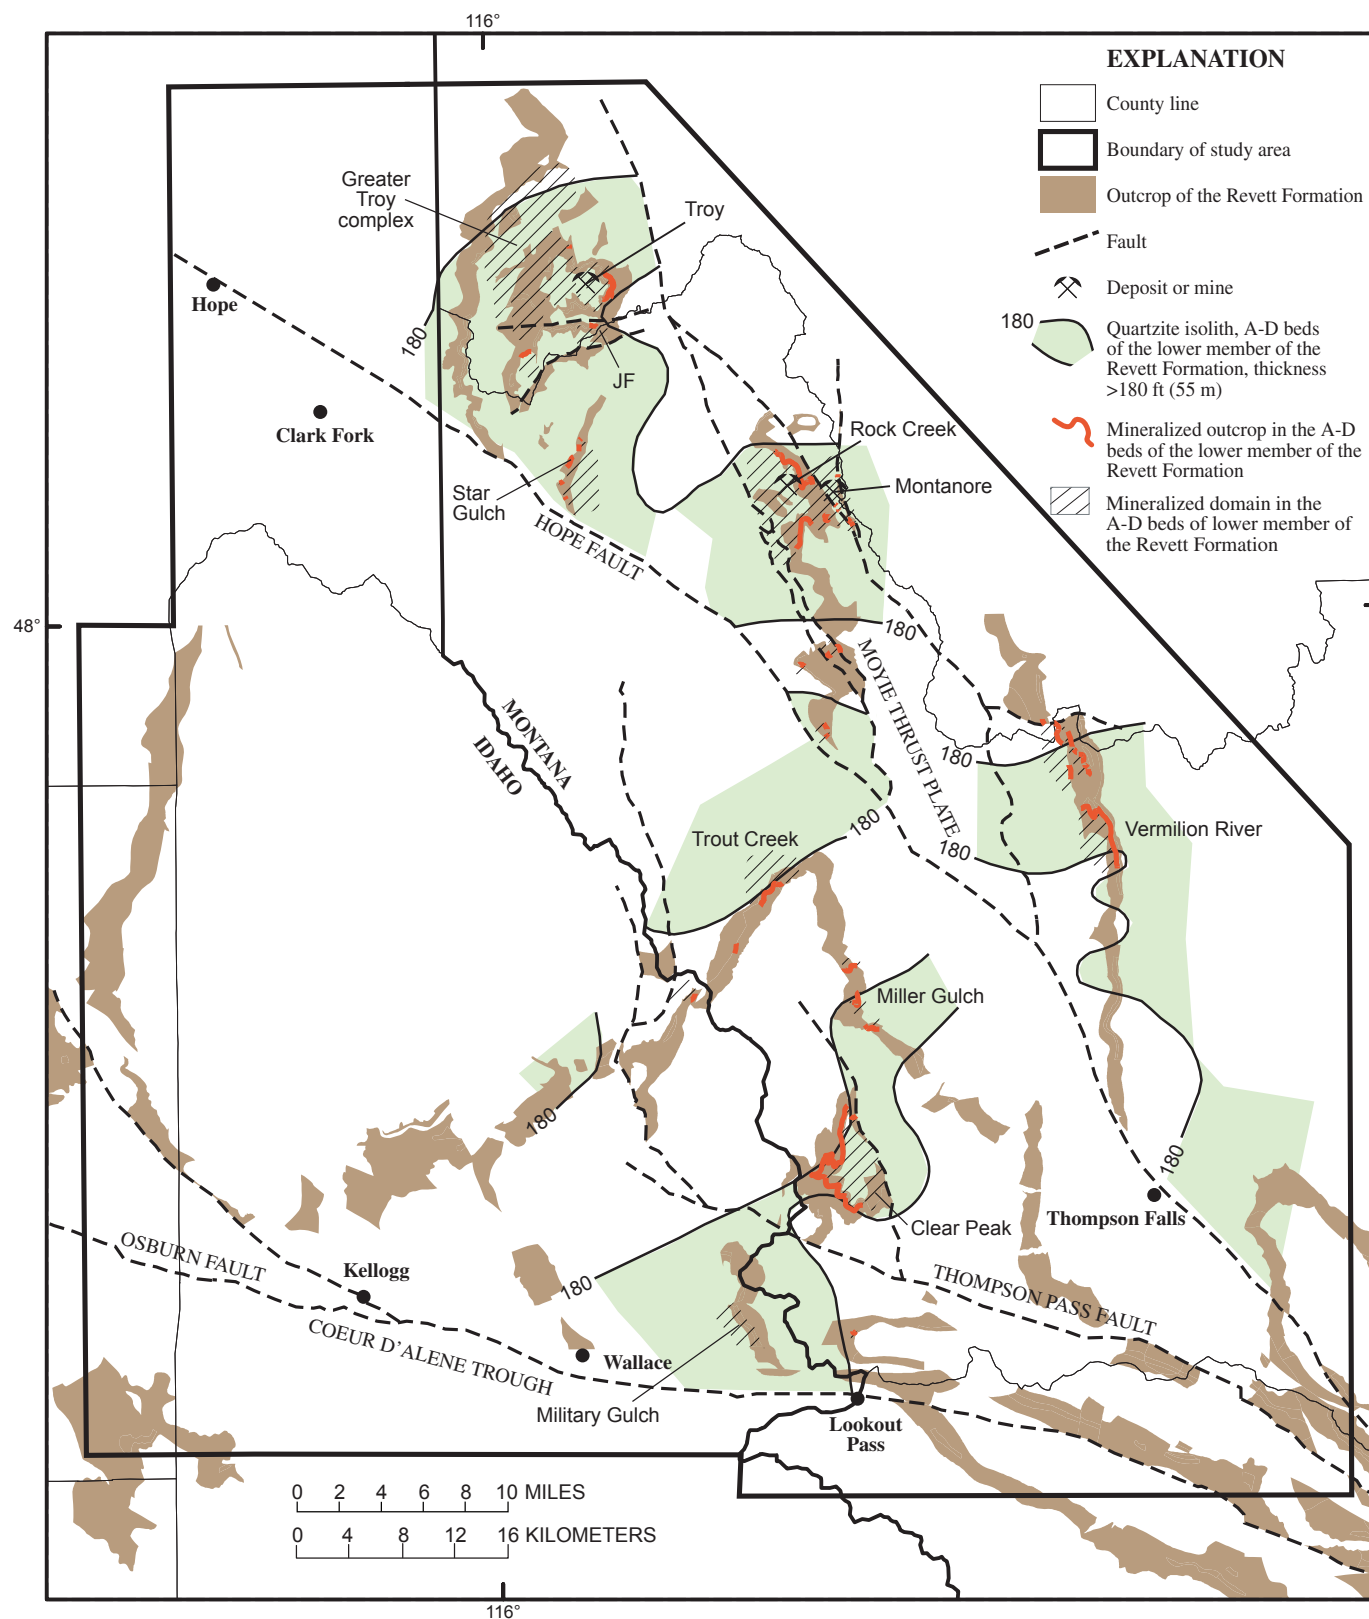 116°
EXPLANATION
County line
Boundary of study area
Outcrop of the Revett Formation
Fault
Deposit or mine
180
Quartzite isolith, A-D beds
of the lower member of the
Revett Formation, thickness
>180 ft (55 m)
Mineralized outcrop in the A-D
beds of the lower member of the
Revett Formation
Mineralized domain in the
A-D beds of lower member of
the Revett Formation
Greater
Troy
complex
Troy
Hope
180
JF
Clark Fork
Rock Creek
Montanore
Star
Gulch
HOPE FAULT
48°
180
MOYIE THRUST PLATE
MONTANA
IDAHO
180
180
180
Trout Creek
Vermilion River
Miller Gulch
180
180
Thompson Falls
Clear Peak
OSBURN FAULT
Kellogg
180
THOMPSON PASS FAULT
COEUR D'ALENE TROUGH
Wallace
Military Gulch
Lookout
Pass
0 2 4 6 8 10 MILES
0 4 8 12 16 KILOMETERS
116°